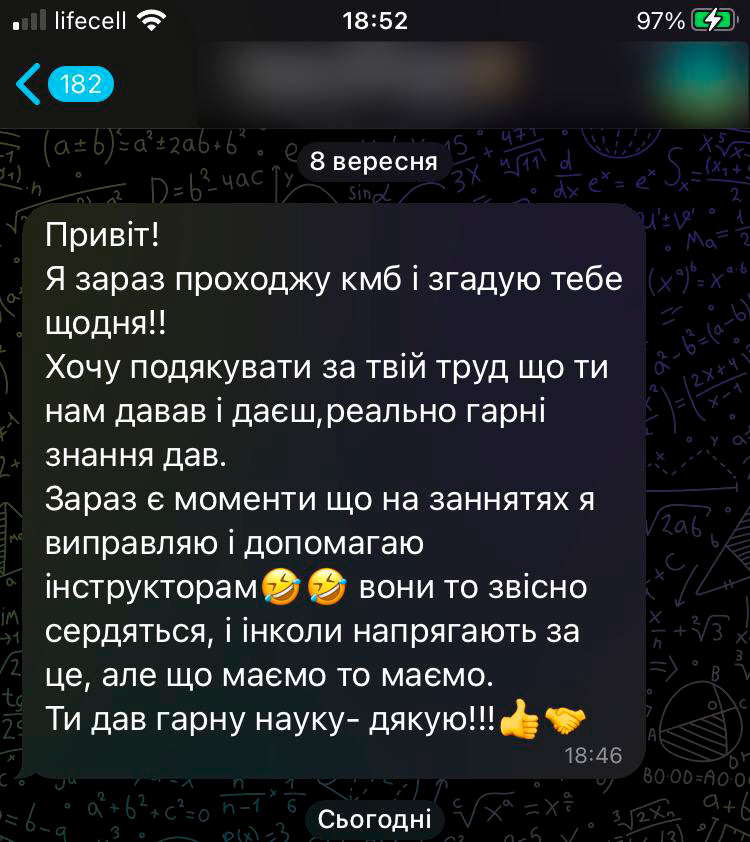 lifecell 18:52 97%
182
8 вересня
Привіт!
Я зараз проходжу кмб і згадую тебе
щодня!!
Хочу подякувати за твій труд що ти
нам давав і даєш,реально гарні
знання дав.
Зараз є моменти що на заннятях я
виправляю і допомагаю
інструкторам🤣🤣 вони то звісно
сердяться, і інколи напрягають за
це, але що маємо то маємо.
Ти дав гарну науку- дякую!!!👍🤝
18:46
Сьогодні